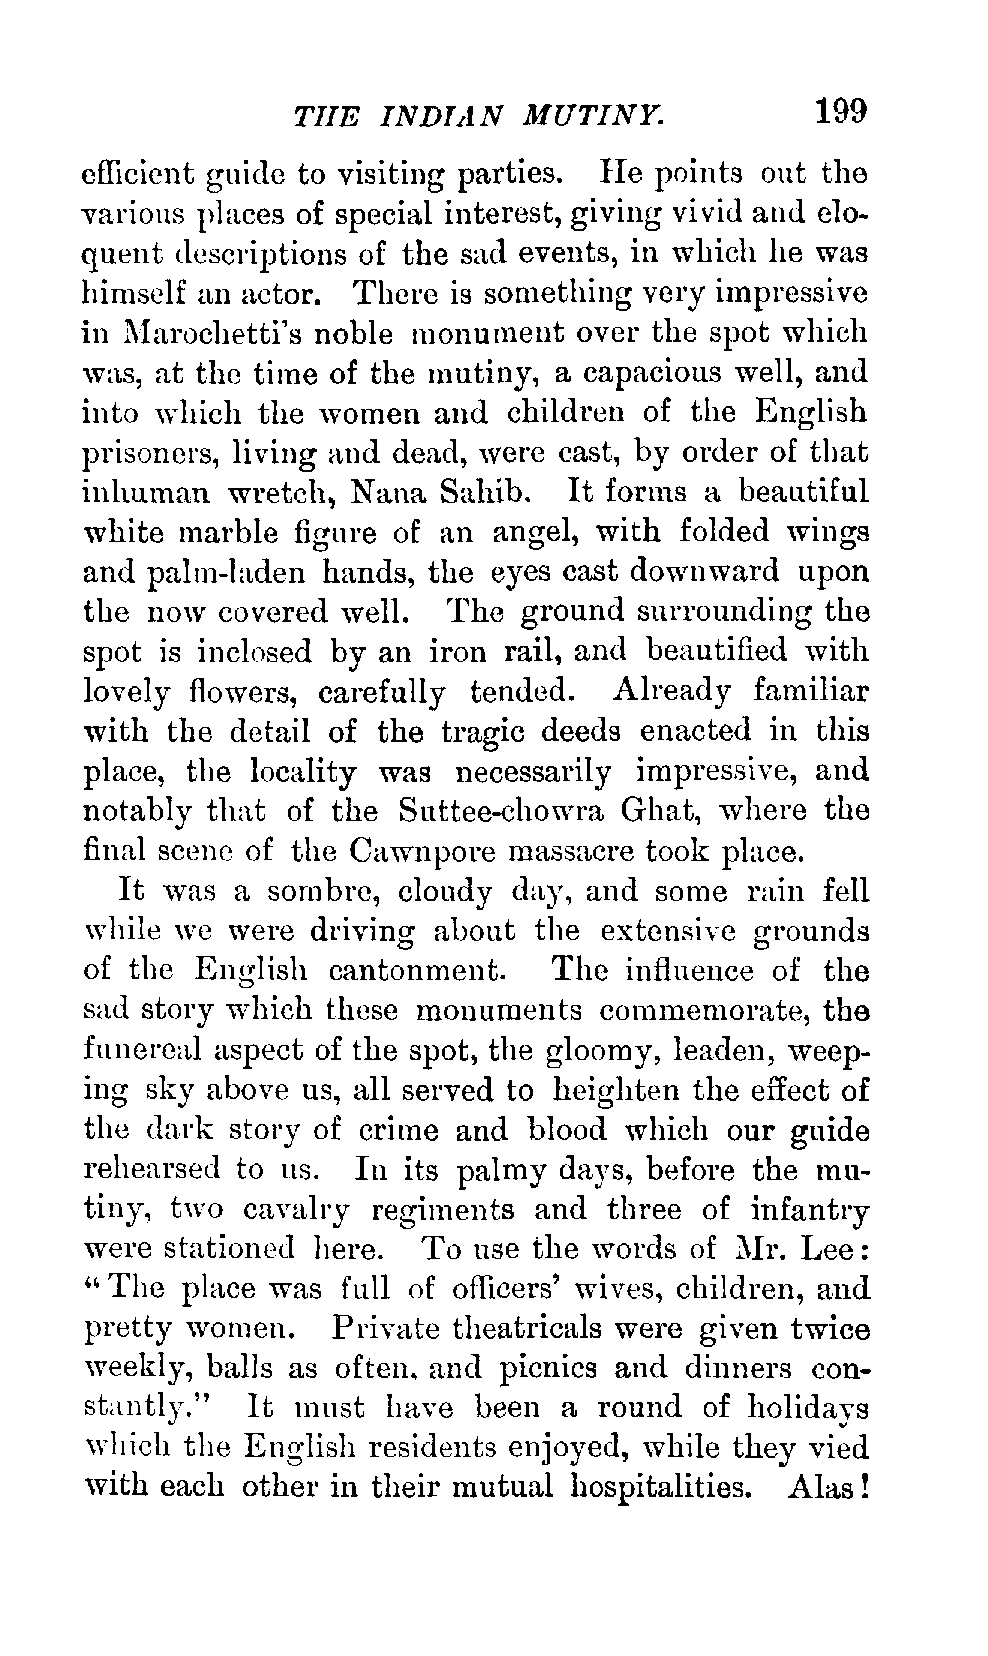 THE INDIAN MUTINY. 199
efficient guide to visiting parties. He points out the
various places of special interest, giving vivid and elo-
quent descriptions of the sad events, in which he was
himself an actor. There is something very impressive
in Marochetti's noble monument over the spot which
was, at the time of the mutiny, a capacious well, and
into which the women and children of the English
prisoners, living and dead, were cast, by order of that
inhuman wretch, Nana Sahib. It forms a beautiful
white marble figure of an angel, with folded wings
and palm-laden hands, the eyes cast downward upon
the now covered well. The ground surrounding the
spot is inclosed by an iron rail, and beautified with
lovely flowers, carefully tended. Already familiar
with the detail of the tragic deeds enacted in this
place, the locality was necessarily impressive, and
notably that of the Suttee-chowra Ghat, where the
final scene of the Cawnpore massacre took place.
It was a sombre, cloudy day, and some rain fell
while we were driving about the extensive grounds
of the English cantonment. The influence of the
sad story which these monuments commemorate, the
funereal aspect of the spot, the gloomy, leaden, weep-
ing sky above us, all served to heighten the effect of
the dark story of crime and blood which our guide
rehearsed to us. In its palmy days, before the mu-
tiny, two cavalry regiments and three of infantry
were stationed here. To use the words of Mr. Lee:
"The place was full of officers' wives, children, and
pretty women. Private theatricals were given twice
weekly, balls as often, and picnics and dinners con-
stantly." It must have been a round of holidays
which the English residents enjoyed, while they vied
with each other in their mutual hospitalities. Alas!